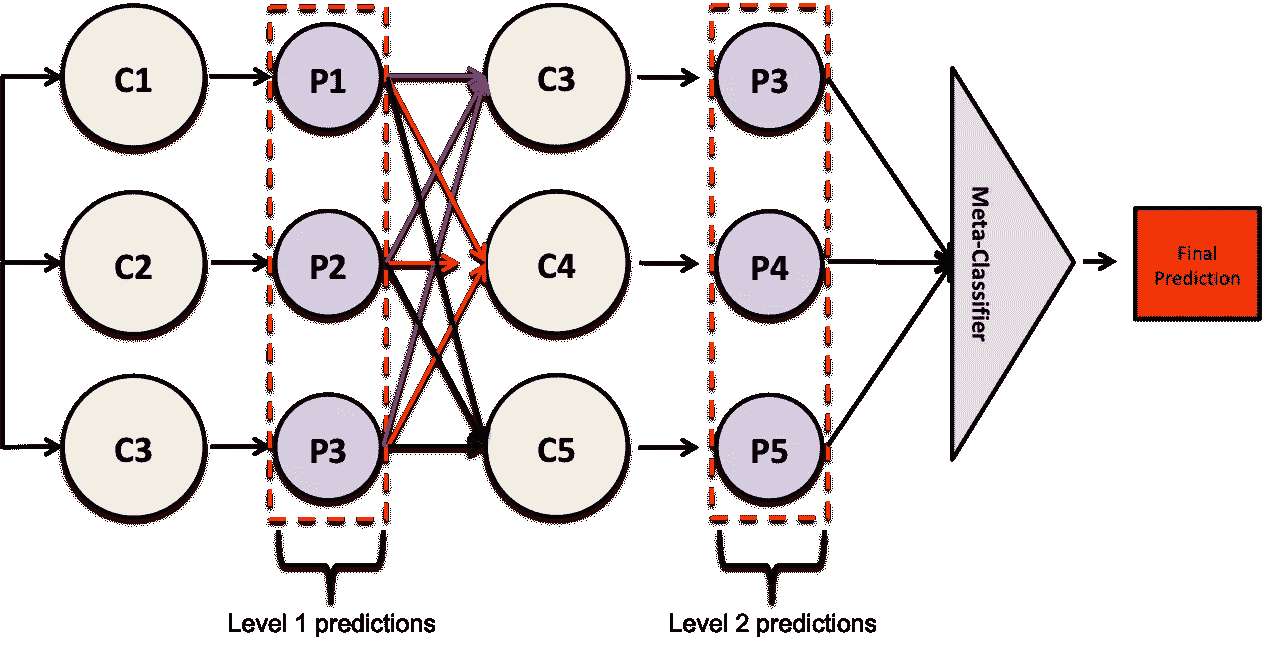 C1
P1
C3
P3
C2
P2
C4
P4
C3
P3
C5
P5
Meta-Classifier
Final
Prediction
Level 1 predictions
Level 2 predictions